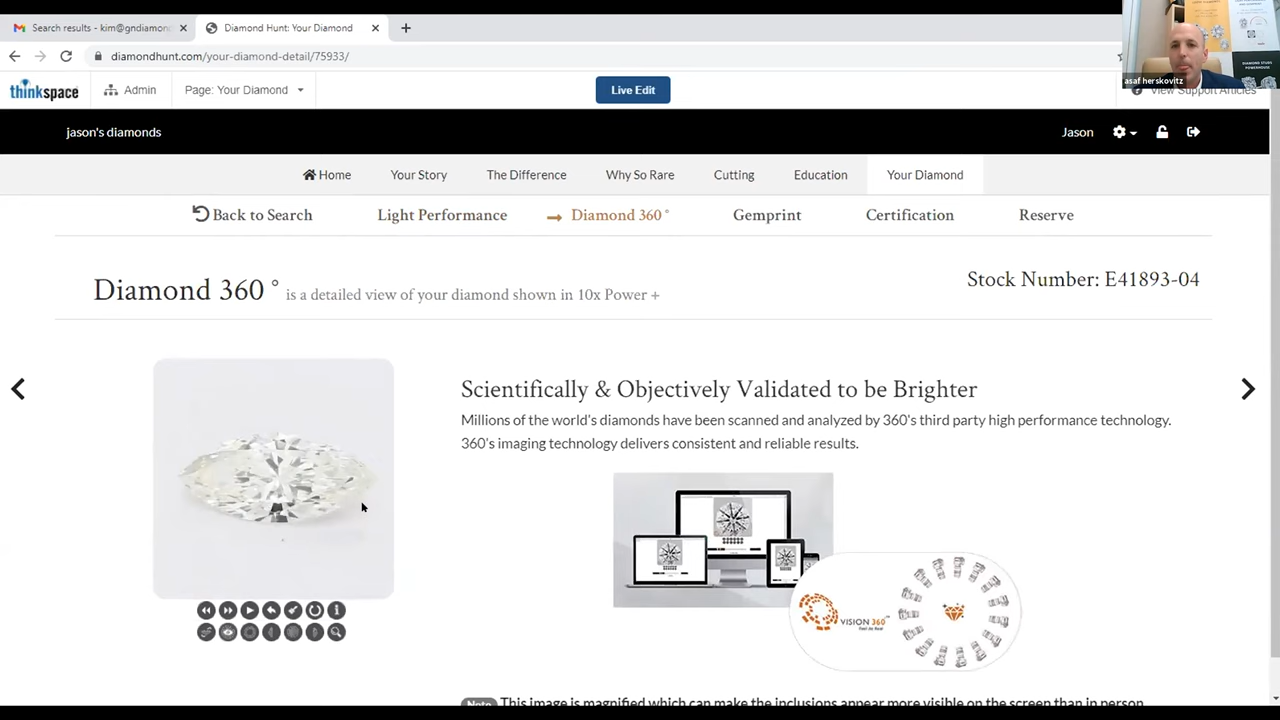 Search results - kim@gndiamon
Diamond Hunt: Your Diamond
diamondhunt.com/your-diamond-detail/75933/
asaf herskovitz
thinkspace
Admin
Page: Your Diamond
Live Edit
View Support Articles
jason's diamonds
Jason
Home
Your Story
The Difference
Why So Rare
Cutting
Education
Your Diamond
Back to Search
Light Performance
Diamond 360°
Gemprint
Certification
Reserve
Diamond 360° is a detailed view of your diamond shown in 10x Power +
Stock Number: E41893-04
Scientifically & Objectively Validated to be Brighter
Millions of the world's diamonds have been scanned and analyzed by 360's third party high performance technology.
360's imaging technology delivers consistent and reliable results.
VISION 360
Note This image is magnified which can make the inclusions appear more visible on the screen than in person